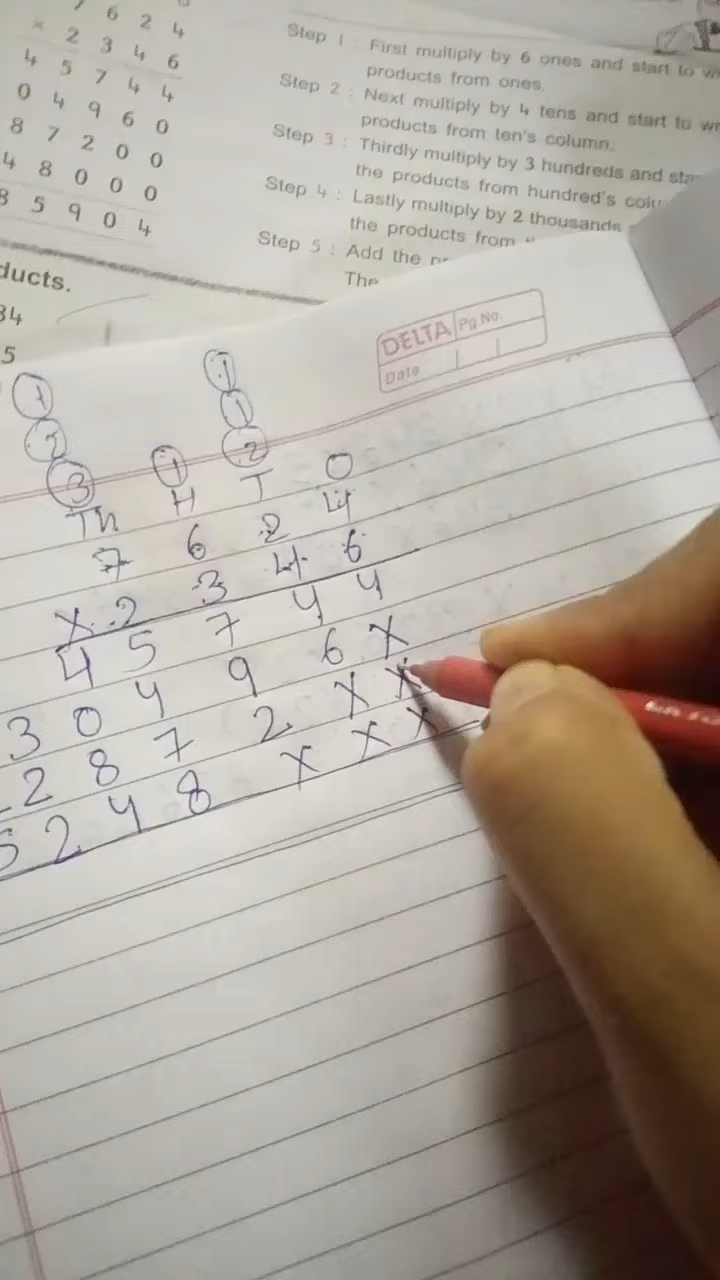 7 6 2 4
× 2 3 4 6
4 5 7 4 4
0 4 9 6 0
8 7 2 0 0
4 8 0 0 0
8 5 9 0 4
Step 1 : First multiply by 6 ones and start to
products from ones.
Step 2 : Next multiply by 4 tens and start to
products from ten's column.
Step 3 : Thirdly multiply by 3 hundreds and
the products from hundred's
Step 4 : Lastly multiply by 2 thousands
the products from
Step 5 : Add the
The
ducts.
34
5
DELTA Pg No.
Date
1 1
2 1
3 1 2
Th H T O
7 6 2 4
X 2 3 4 6
4 5 7 4 4
3 0 4 9 6 X
2 8 7 2 X X
5 2 4 8 X X X